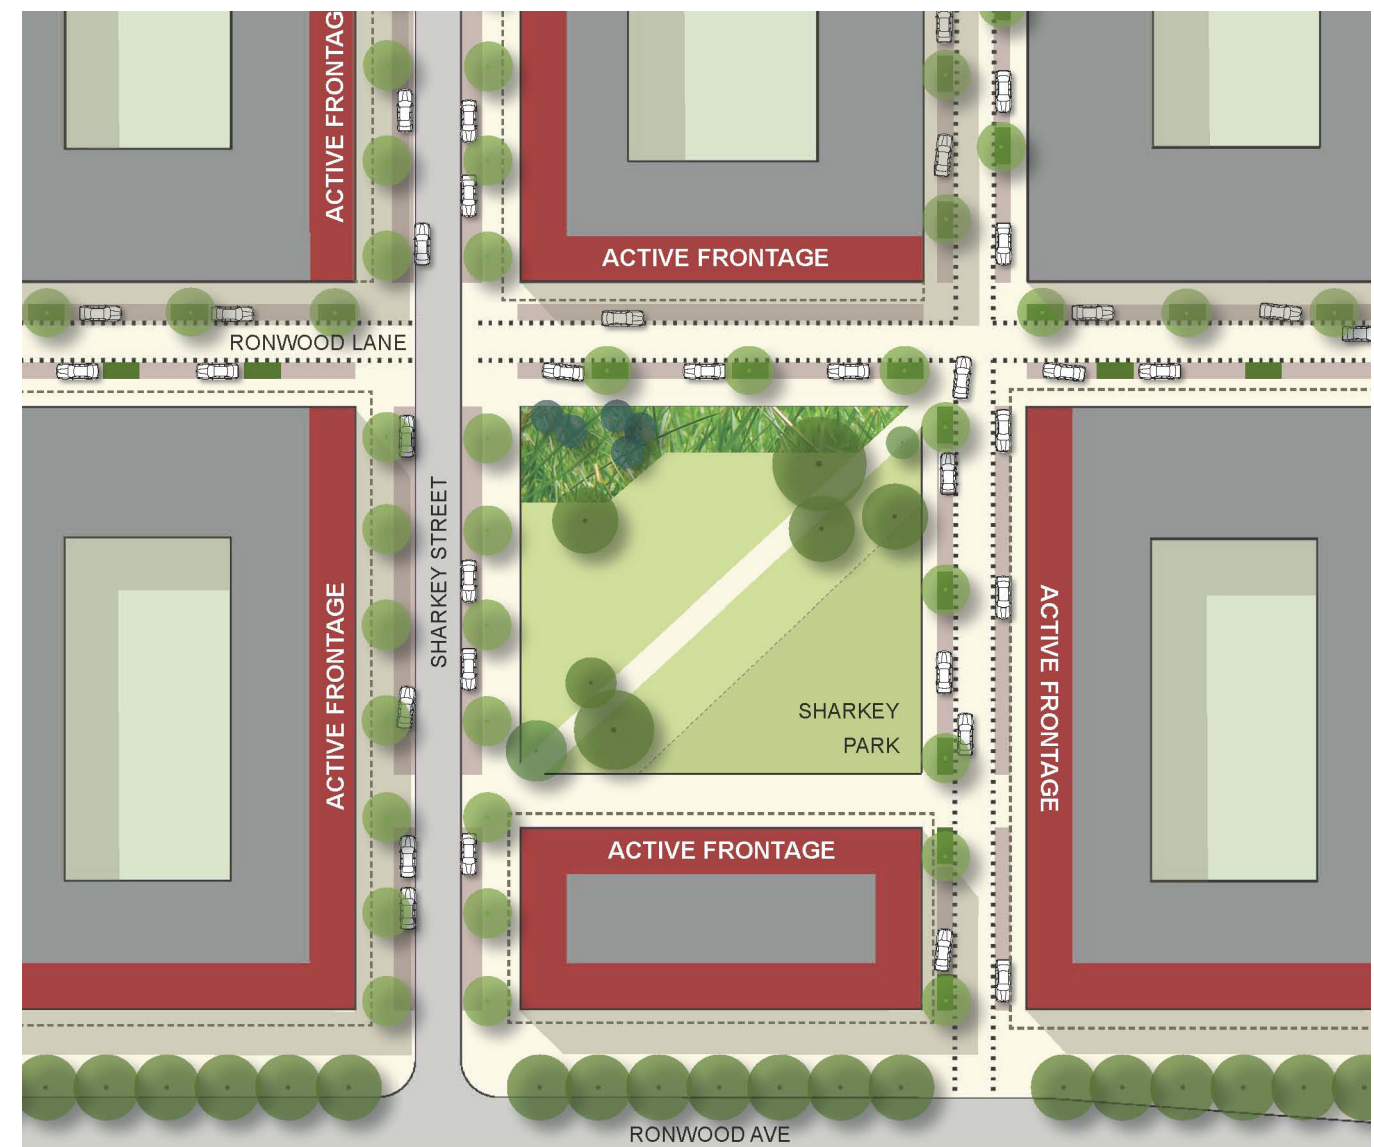 ACTIVE FRONTAG
ACTIVE FRONTAGE
RONWOOD LANE
SHARKEY STREET
ACTIVE FRONTAGE
ACTIVE FRONTAGE
SHARKEY
PARK
ACTIVE FRONTAGE
RONWOOD AVE